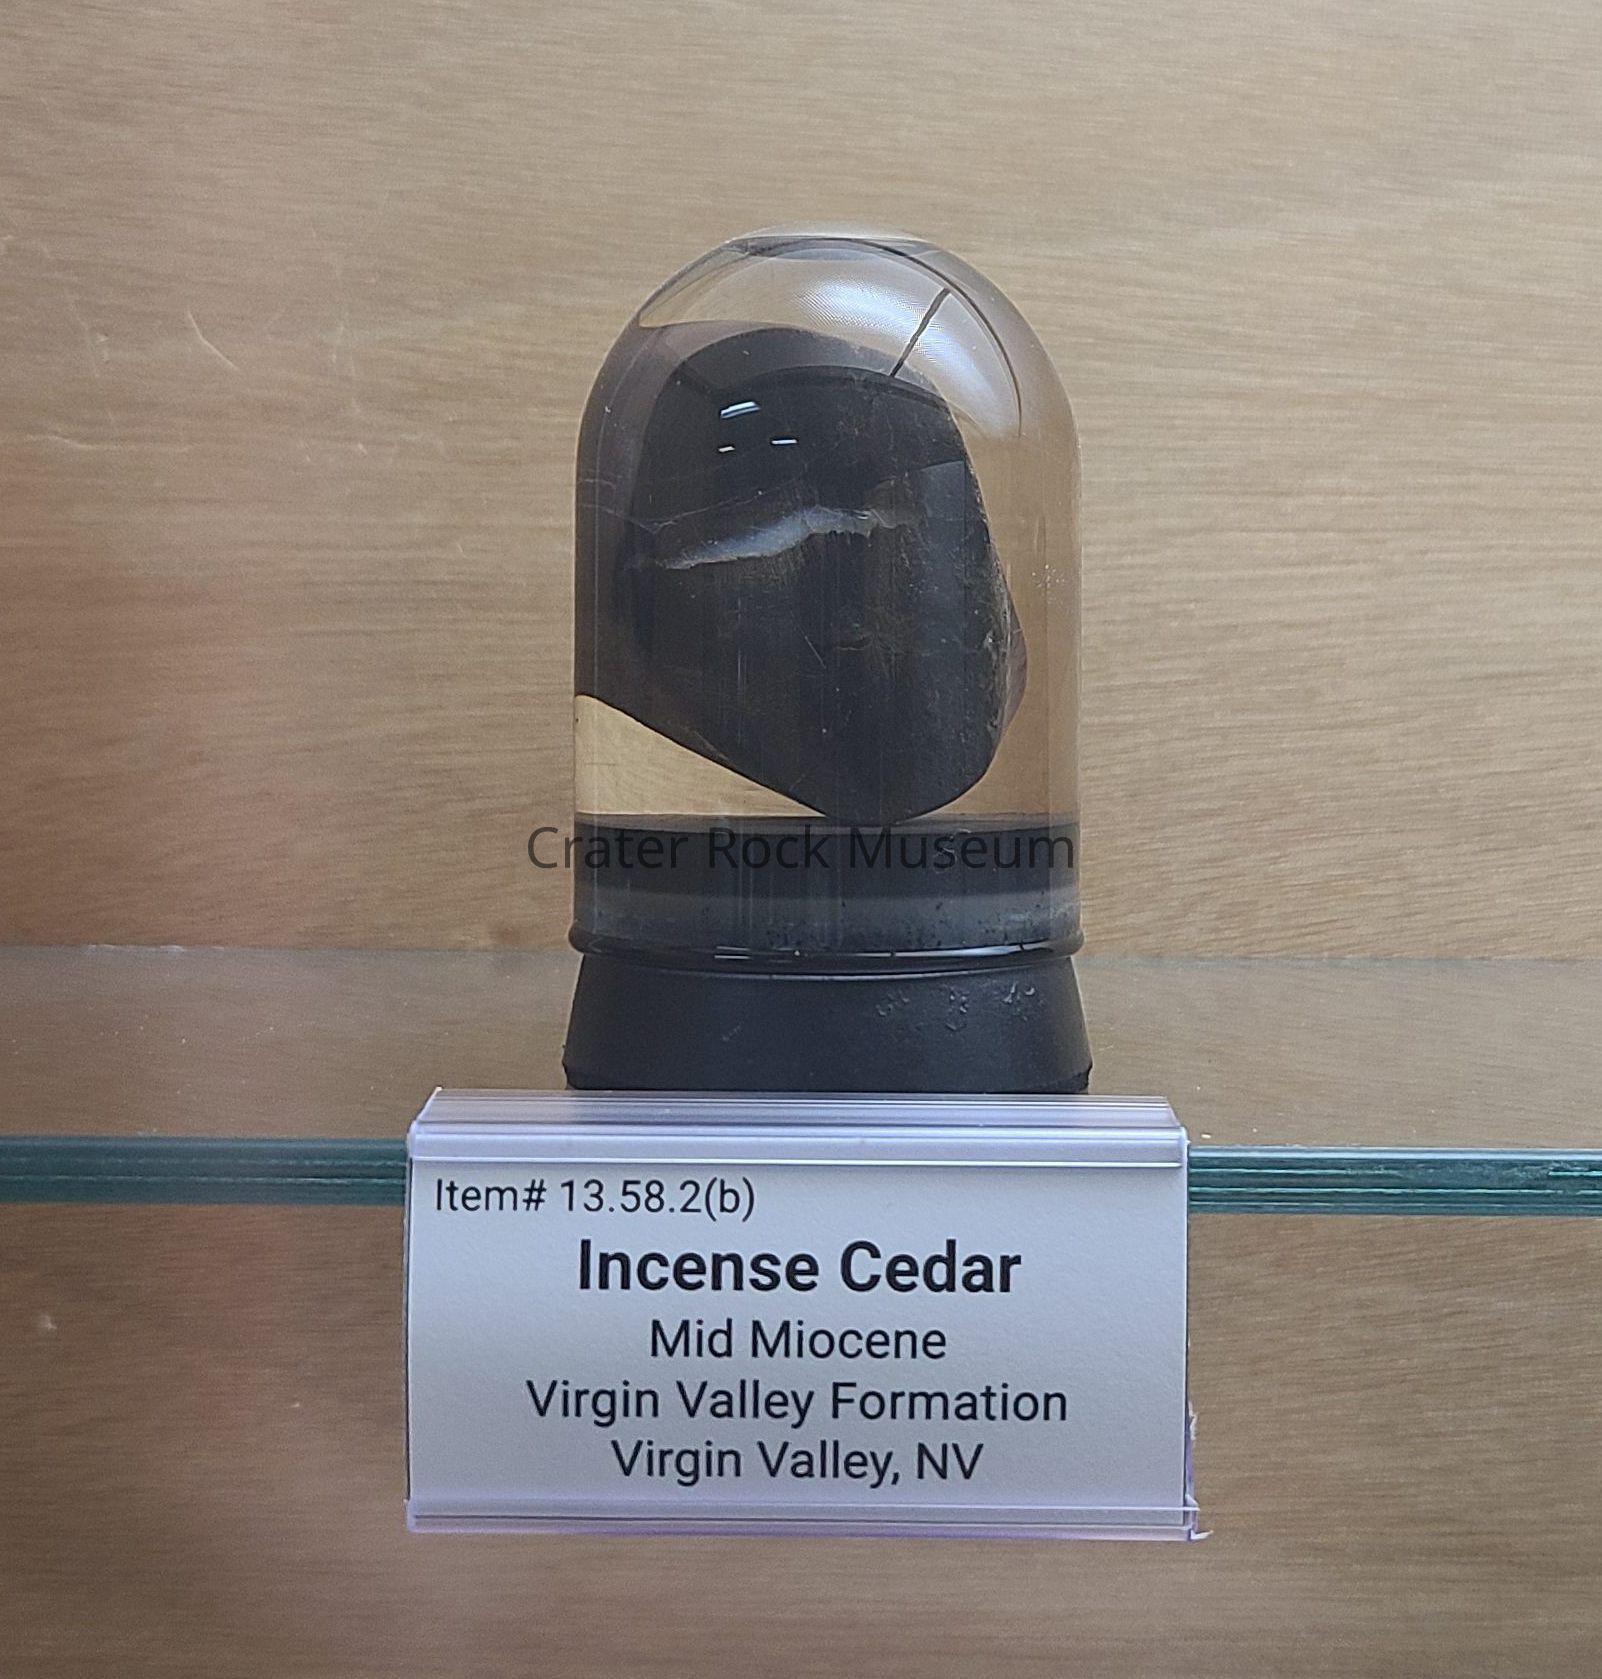 Crater Rock Museum
Item# 13.58.2(b)
Incense Cedar
Mid Miocene
Virgin Valley Formation
Virgin Valley, NV